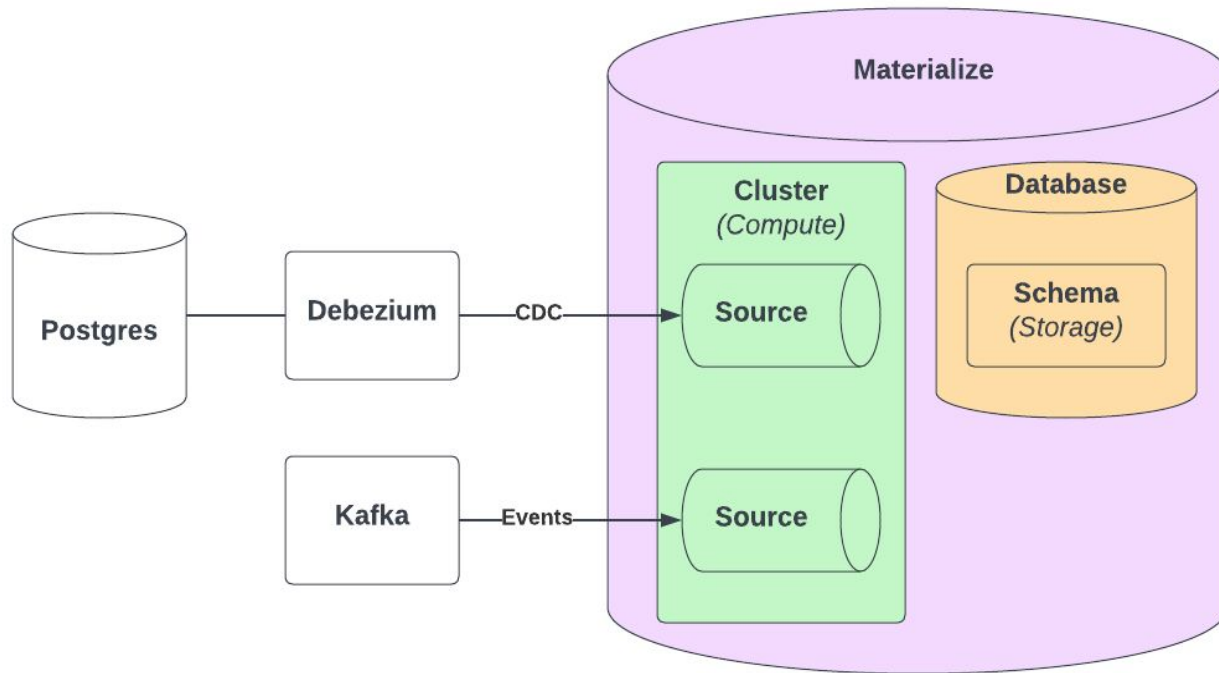 Materialize
Cluster
(Compute)
Database
Schema
(Storage)
Postgres
Debezium
CDC
Source
Kafka
Events
Source